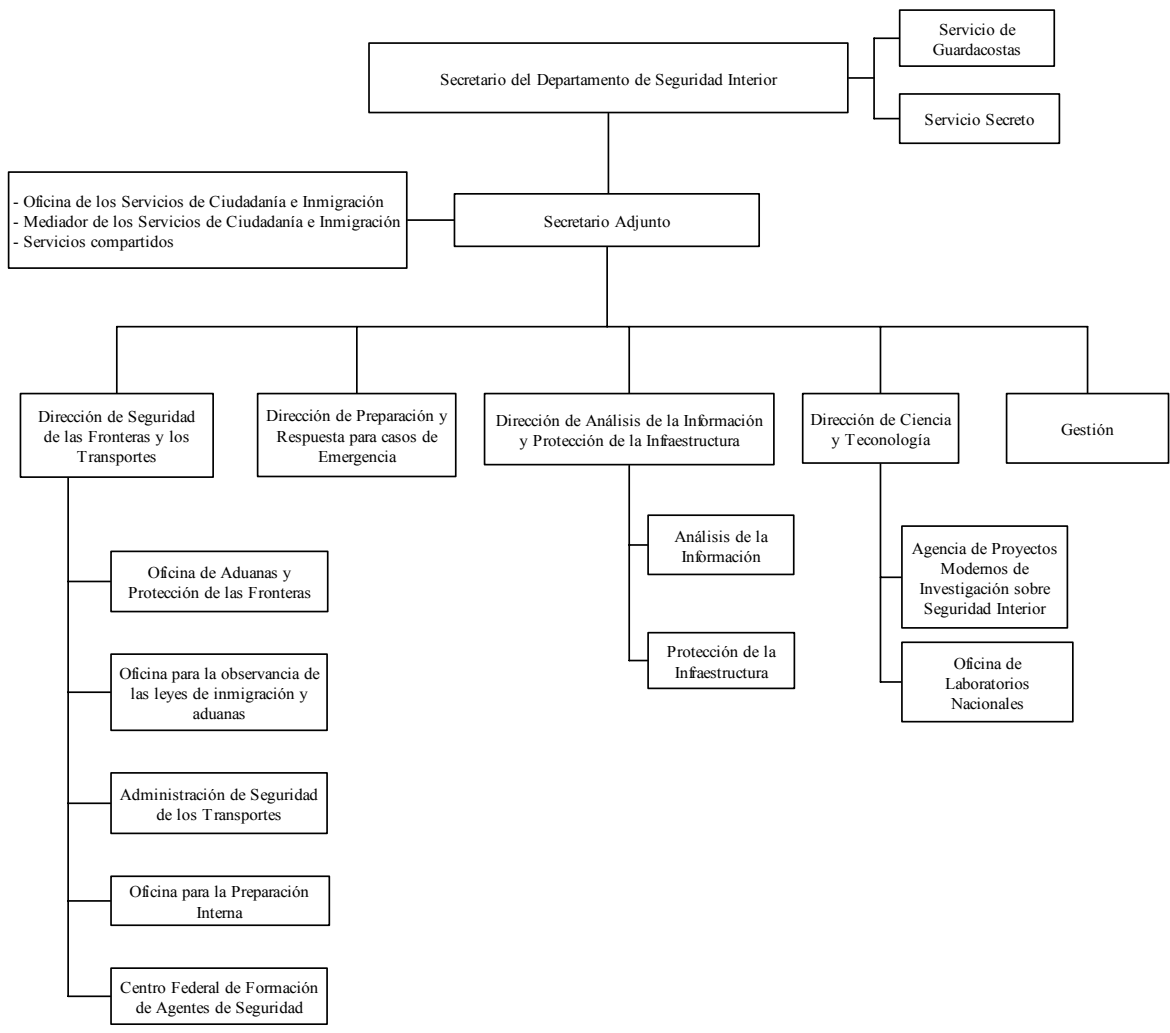 Servicio de
Guardacostas
Secretario del Departamento de Seguridad Interior
Servicio Secreto
- Oficina de los Servicios de Ciudadanía e Inmigración
- Mediador de los Servicios de Ciudadanía e Inmigración
- Servicios compartidos
Secretario Adjunto
Dirección de Seguridad
de las Fronteras y los
Transportes
Dirección de Preparación y
Respuesta para casos de
Emergencia
Dirección de Análisis de la Información
y Protección de la Infraestructura
Dirección de Ciencia
y Teconología
Gestión
Oficina de Aduanas y
Protección de las Fronteras
Oficina para la observancia de
las leyes de inmigración y
aduanas
Administración de Seguridad
de los Transportes
Oficina para la Preparación
Interna
Centro Federal de Formación
de Agentes de Seguridad
Análisis de la
Información
Protección de la
Infraestructura
Agencia de Proyectos
Modernos de
Investigación sobre
Seguridad Interior
Oficina de
Laboratorios
Nacionales